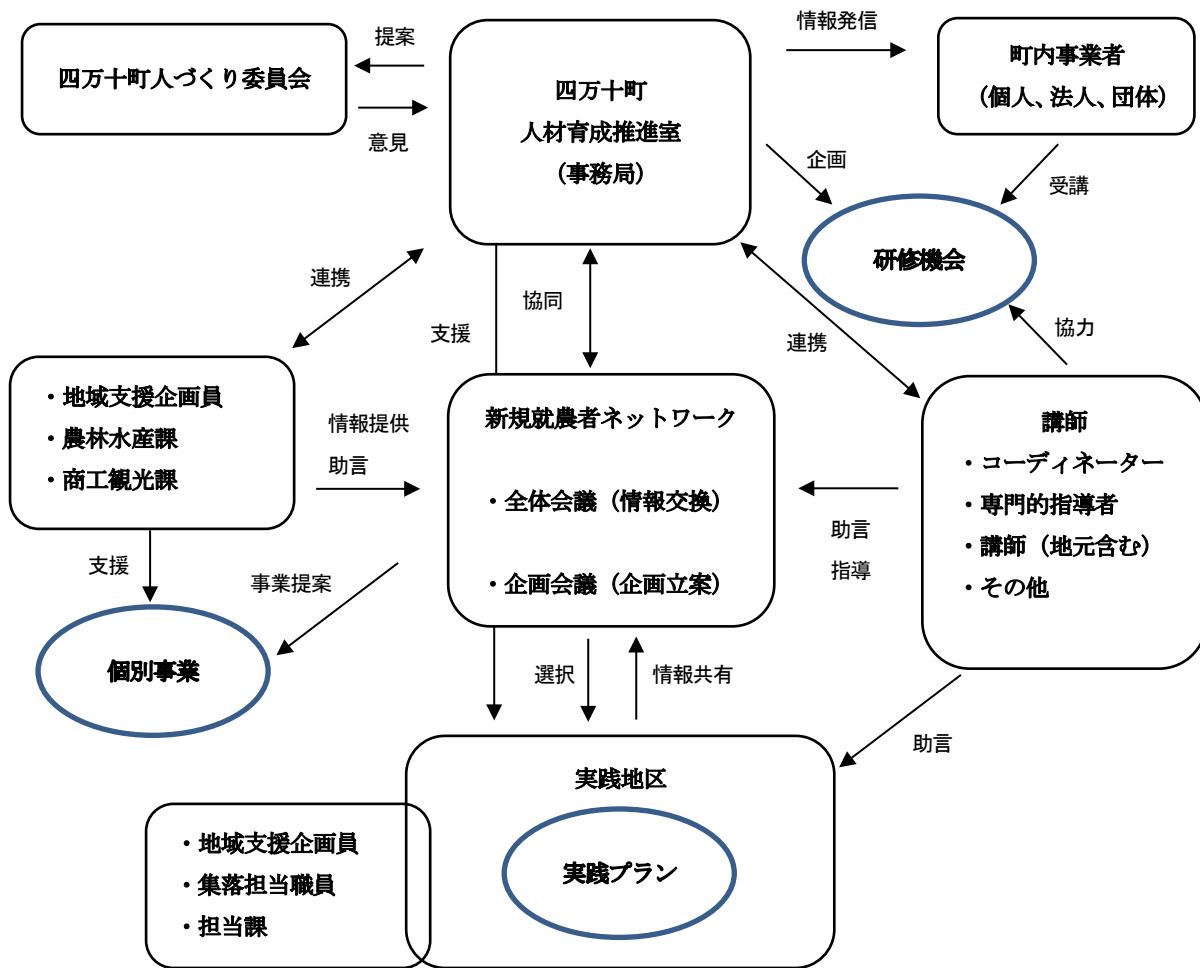 四万十町人づくり委員会
提案
意見
四万十町
人材育成推進室
（事務局）
情報発信
町内事業者
（個人、法人、団体）
企画
受講
研修機会
連携
支援
協同
連携
協力
・地域支援企画員
・農林水産課
・商工観光課
情報提供
助言
新規就農者ネットワーク
・全体会議（情報交換）
・企画会議（企画立案）
助言
指導
講師
・コーディネーター
・専門的指導者
・講師（地元含む）
・その他
支援
事業提案
個別事業
選択
情報共有
助言
実践地区
実践プラン
・地域支援企画員
・集落担当職員
・担当課